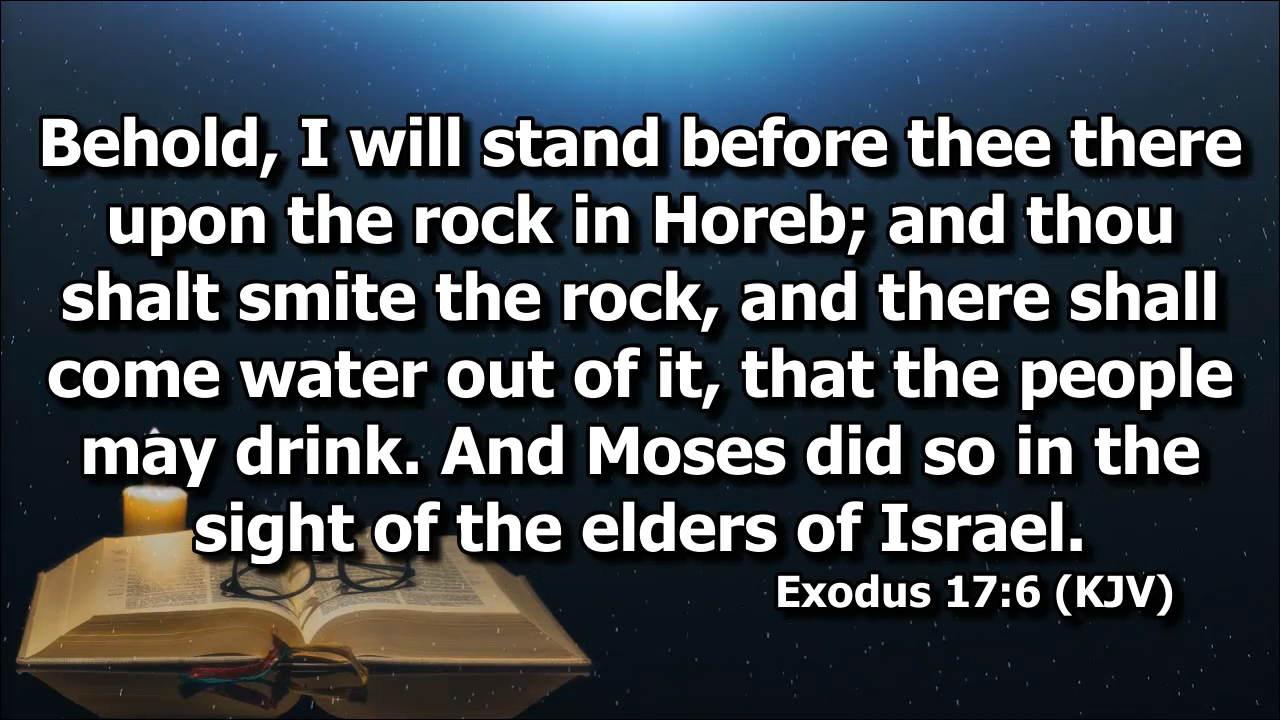 Behold, I will stand before thee there
upon the rock in Horeb; and thou
shalt smite the rock, and there shall
come water out of it, that the people
may drink. And Moses did so in the
sight of the elders of Israel.
Exodus 17:6 (KJV)